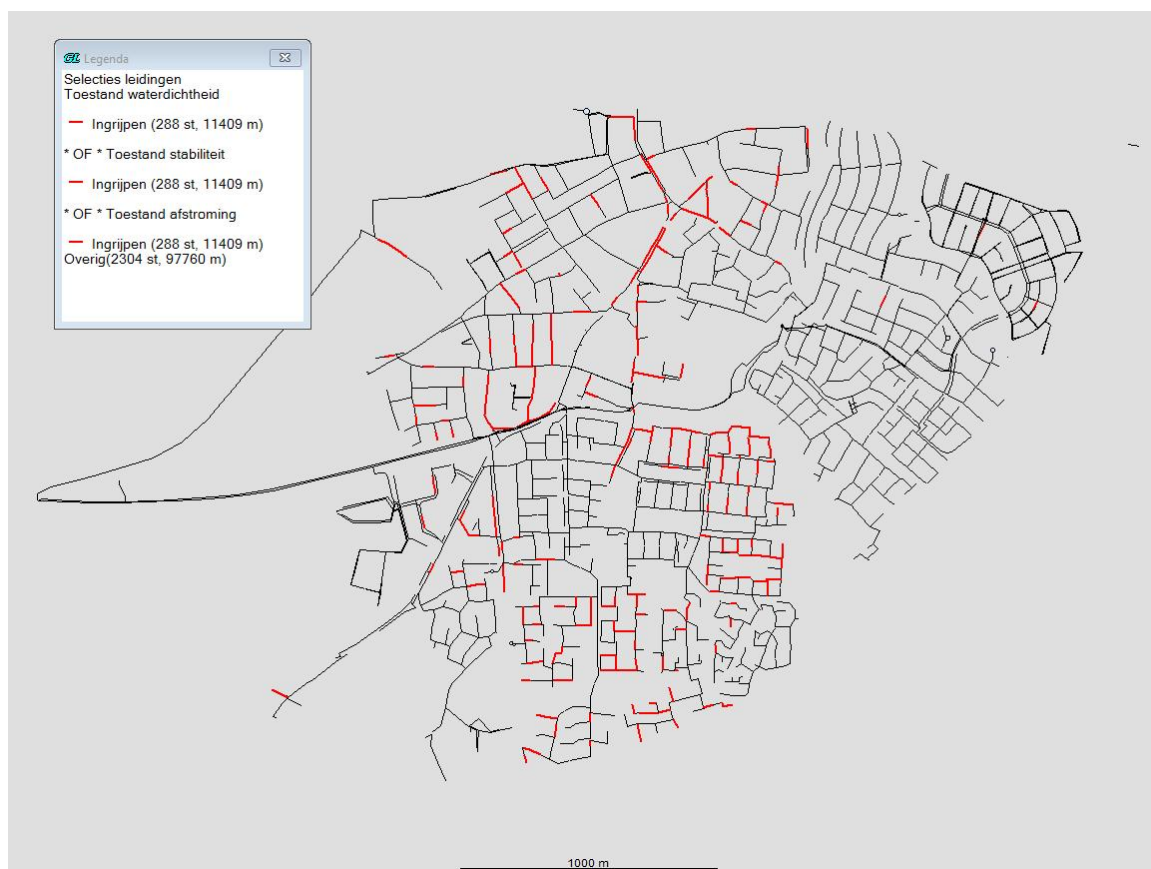 GL Legenda
Selecties leidingen
Toestand waterdichtheid
Ingrijpen (288 st, 11409 m)
* OF * Toestand stabiliteit
Ingrijpen (288 st, 11409 m)
* OF * Toestand afstroming
Ingrijpen (288 st, 11409 m)
Overig(2304 st, 97760 m)
1000 m